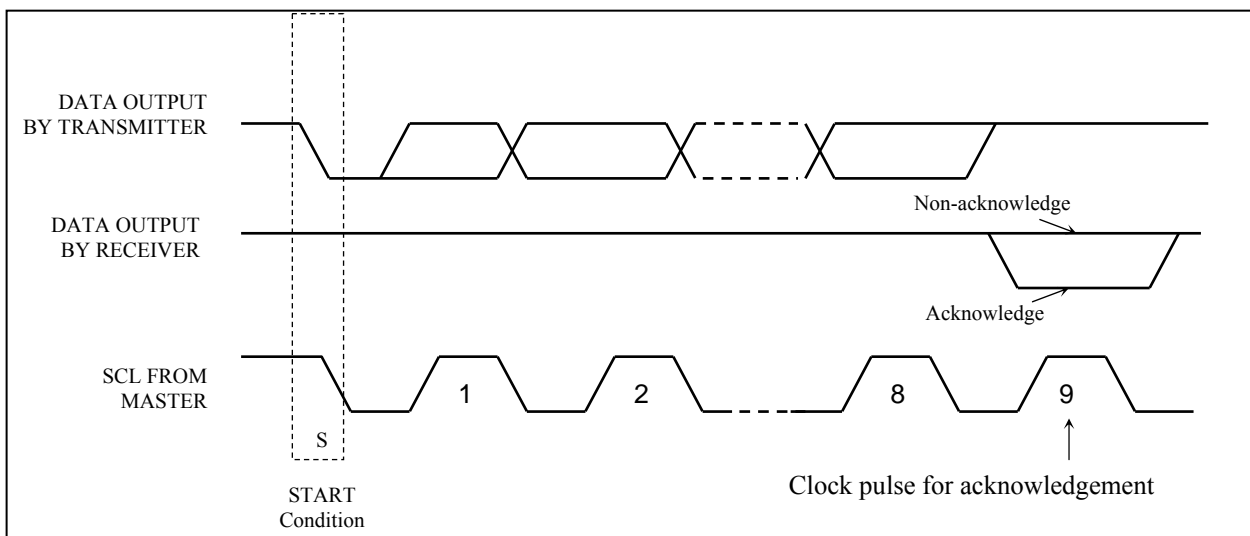 DATA OUTPUT
BY TRANSMITTER
Non-acknowledge
DATA OUTPUT
BY RECEIVER
Acknowledge
SCL FROM
MASTER
1
2
8
9
S
Clock pulse for acknowledgement
START
Condition